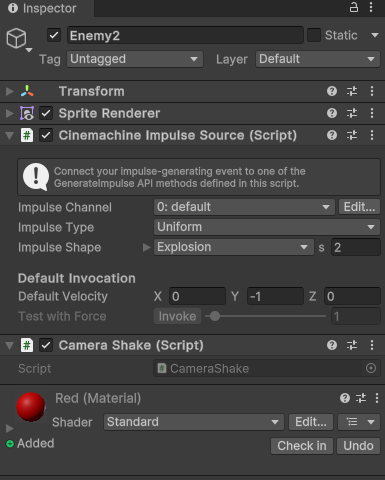 Inspector
Enemy2
Static
Tag Untagged Layer Default
Transform
Sprite Renderer
# Cinemachine Impulse Source (Script)
Connect your impulse-generating event to one of the
GenerateImpulse API methods defined in this script.
Impulse Channel 0: default Edit...
Impulse Type Uniform
Impulse Shape Explosion s 2
Default Invocation
Default Velocity X 0 Y -1 Z 0
Test with Force Invoke 1
# Camera Shake (Script)
Script # CameraShake
Red (Material)
Shader Standard Edit...
Added
Check in Undo